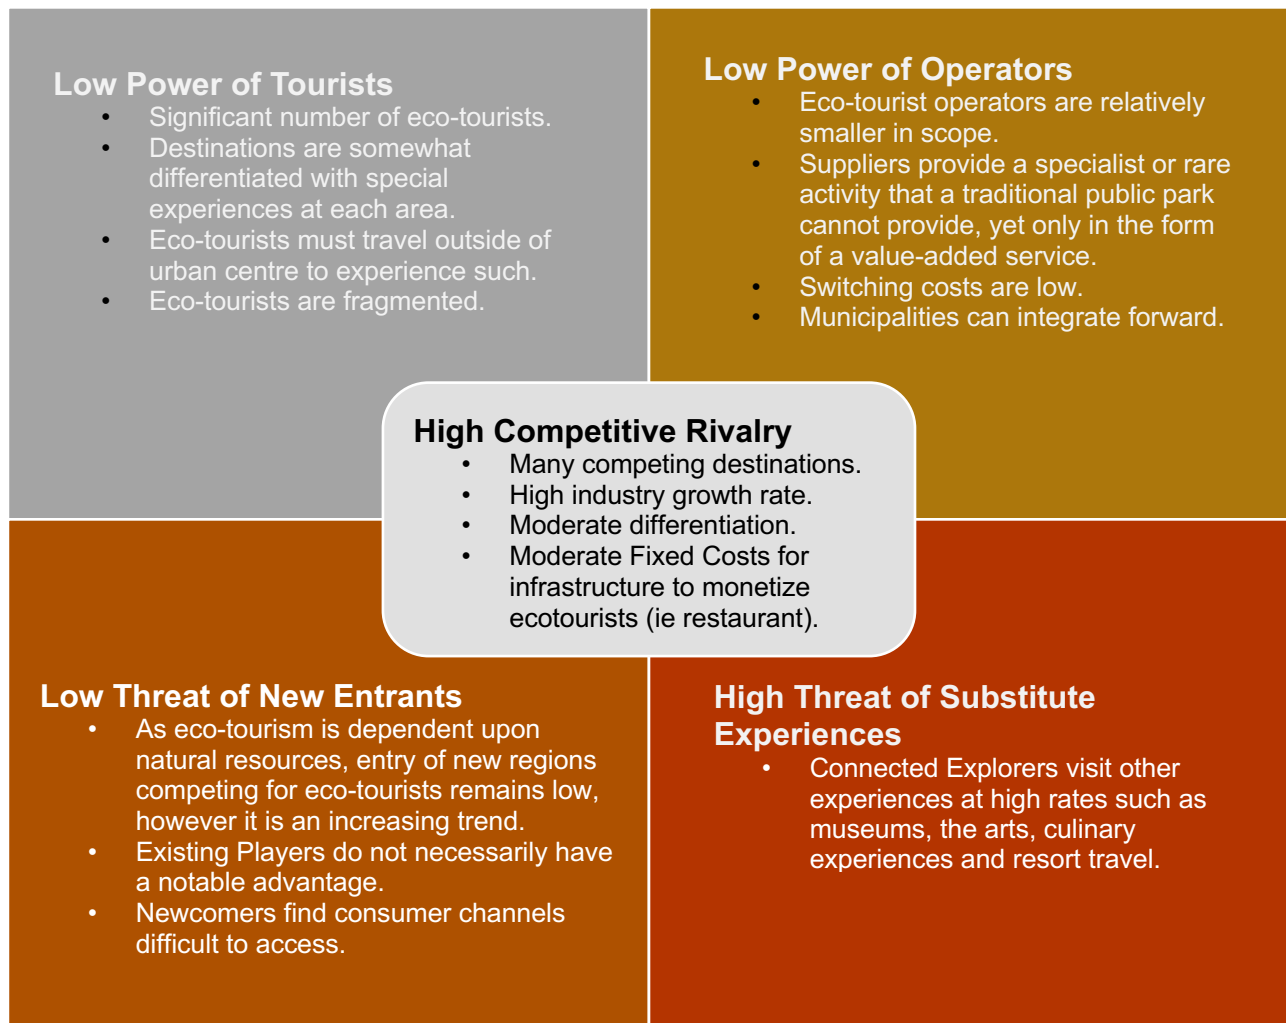 Low Power of Tourists
• Significant number of eco-tourists.
• Destinations are somewhat
differentiated with special
experiences at each area.
• Eco-tourists must travel outside of
urban centre to experience such.
• Eco-tourists are fragmented.
Low Power of Operators
• Eco-tourist operators are relatively
smaller in scope.
• Suppliers provide a specialist or rare
activity that a traditional public park
cannot provide, yet only in the form
of a value-added service.
• Switching costs are low.
• Municipalities can integrate forward.
High Competitive Rivalry
• Many competing destinations.
• High industry growth rate.
• Moderate differentiation.
• Moderate Fixed Costs for
infrastructure to monetize
ecotourists (ie restaurant).
Low Threat of New Entrants
• As eco-tourism is dependent upon
natural resources, entry of new regions
competing for eco-tourists remains low,
however it is an increasing trend.
• Existing Players do not necessarily have
a notable advantage.
• Newcomers find consumer channels
difficult to access.
High Threat of Substitute
Experiences
• Connected Explorers visit other
experiences at high rates such as
museums, the arts, culinary
experiences and resort travel.